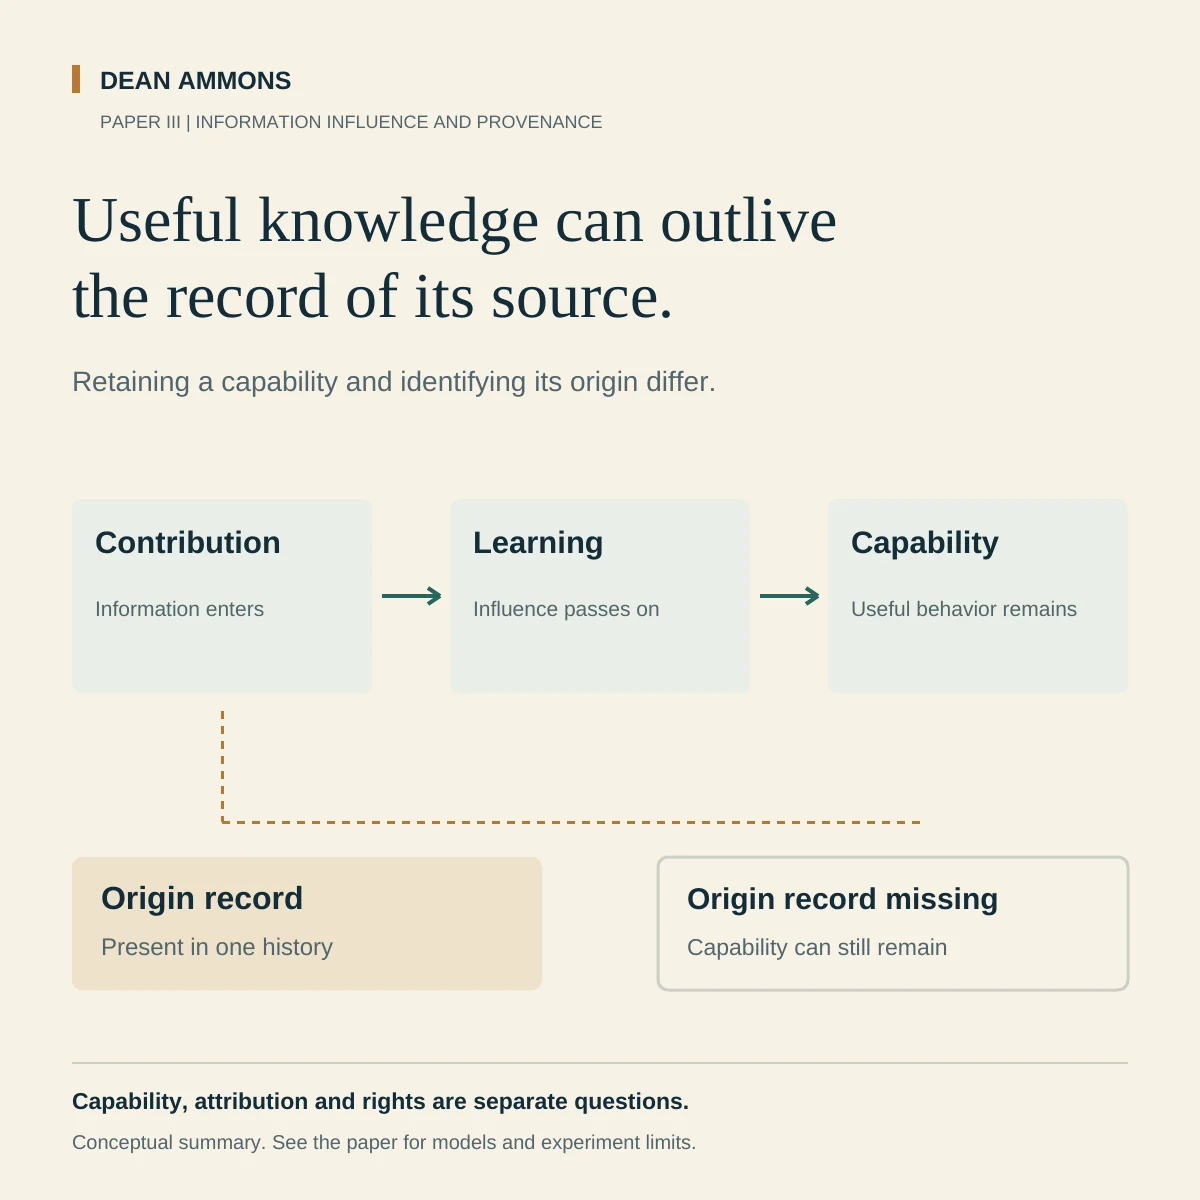 DEAN AMMONS
PAPER III | INFORMATION INFLUENCE AND PROVENANCE
Useful knowledge can outlive
the record of its source.
Retaining a capability and identifying its origin differ.
Contribution
Information enters
Learning
Influence passes on
Capability
Useful behavior remains
Origin record
Present in one history
Origin record missing
Capability can still remain
Capability, attribution and rights are separate questions.
Conceptual summary. See the paper for models and experiment limits.